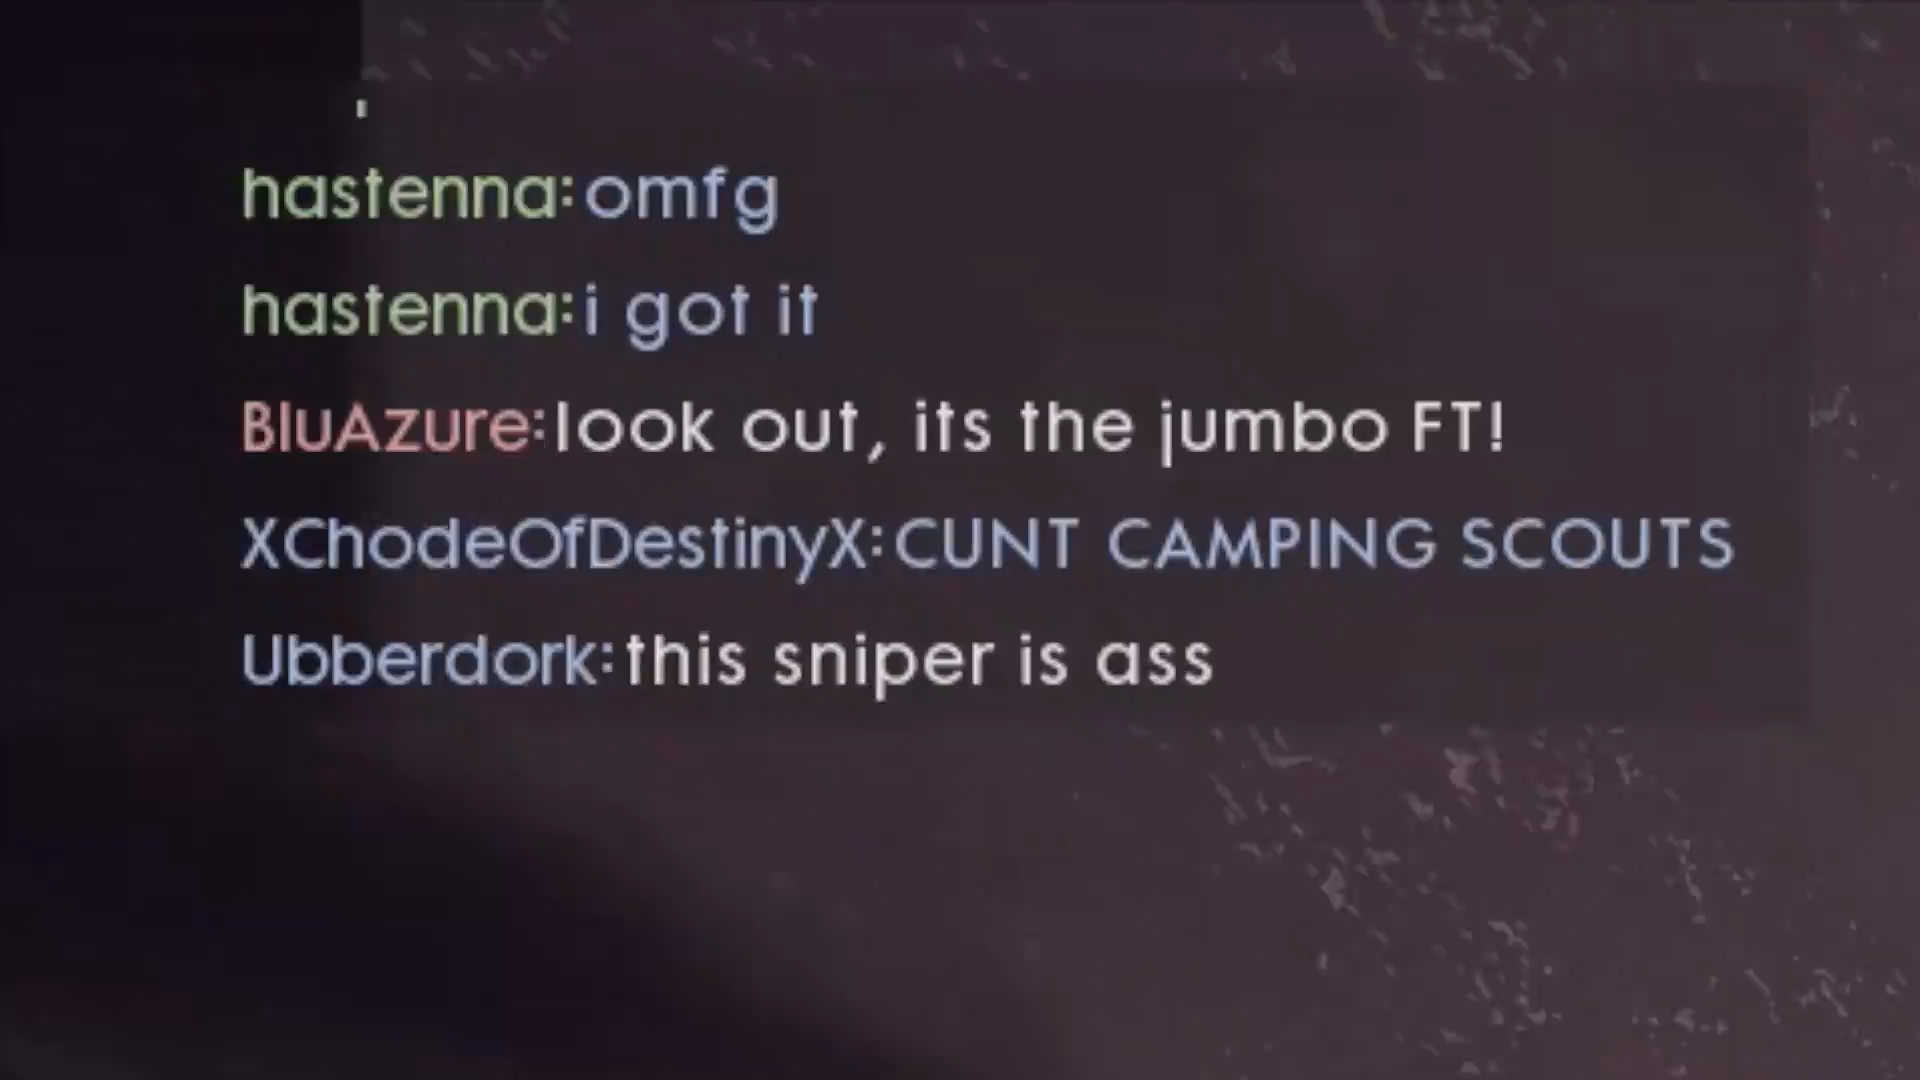 hastenna:omfg
hastenna:i got it
BluAzure:look out, its the jumbo FT!
XChodeOfDestinyX:CUNT CAMPING SCOUTS
Ubberdork:this sniper is ass